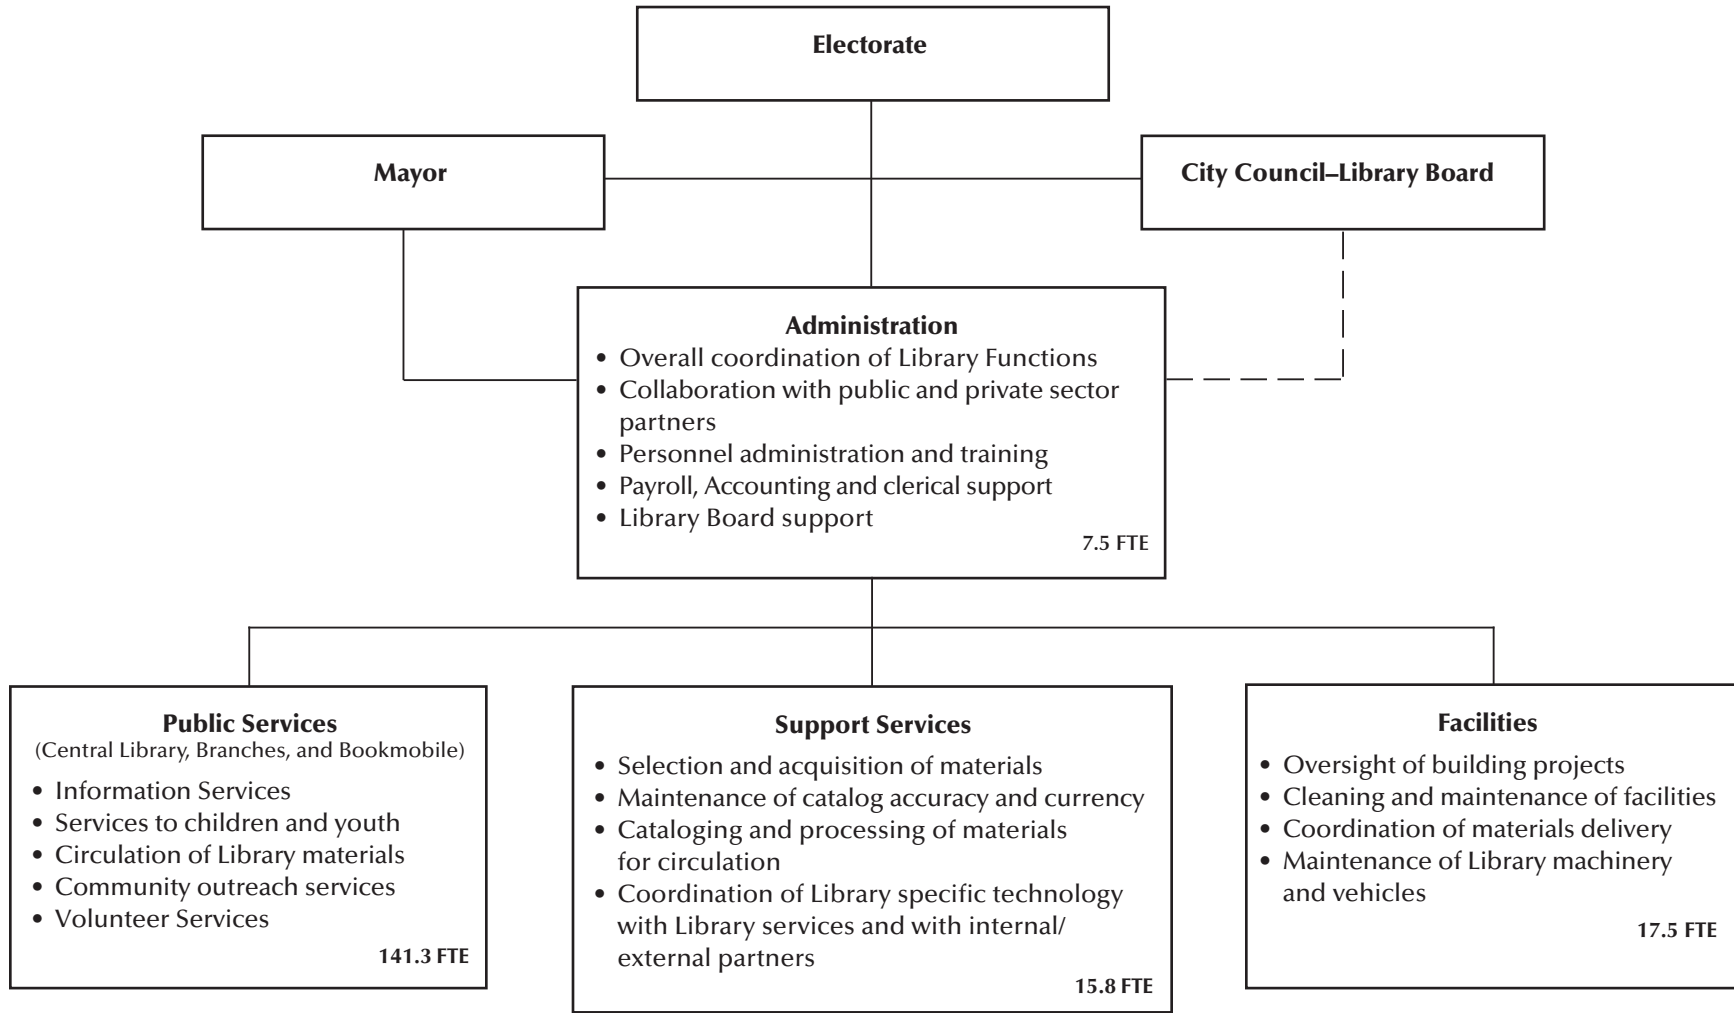 Electorate
Mayor
City Council–Library Board
Administration
• Overall coordination of Library Functions
• Collaboration with public and private sector
partners
• Personnel administration and training
• Payroll, Accounting and clerical support
• Library Board support
7.5 FTE
Public Services
(Central Library, Branches, and Bookmobile)
• Information Services
• Services to children and youth
• Circulation of Library materials
• Community outreach services
• Volunteer Services
141.3 FTE
Support Services
• Selection and acquisition of materials
• Maintenance of catalog accuracy and currency
• Cataloging and processing of materials
for circulation
• Coordination of Library specific technology
with Library services and with internal/
external partners
15.8 FTE
Facilities
• Oversight of building projects
• Cleaning and maintenance of facilities
• Coordination of materials delivery
• Maintenance of Library machinery
and vehicles
17.5 FTE